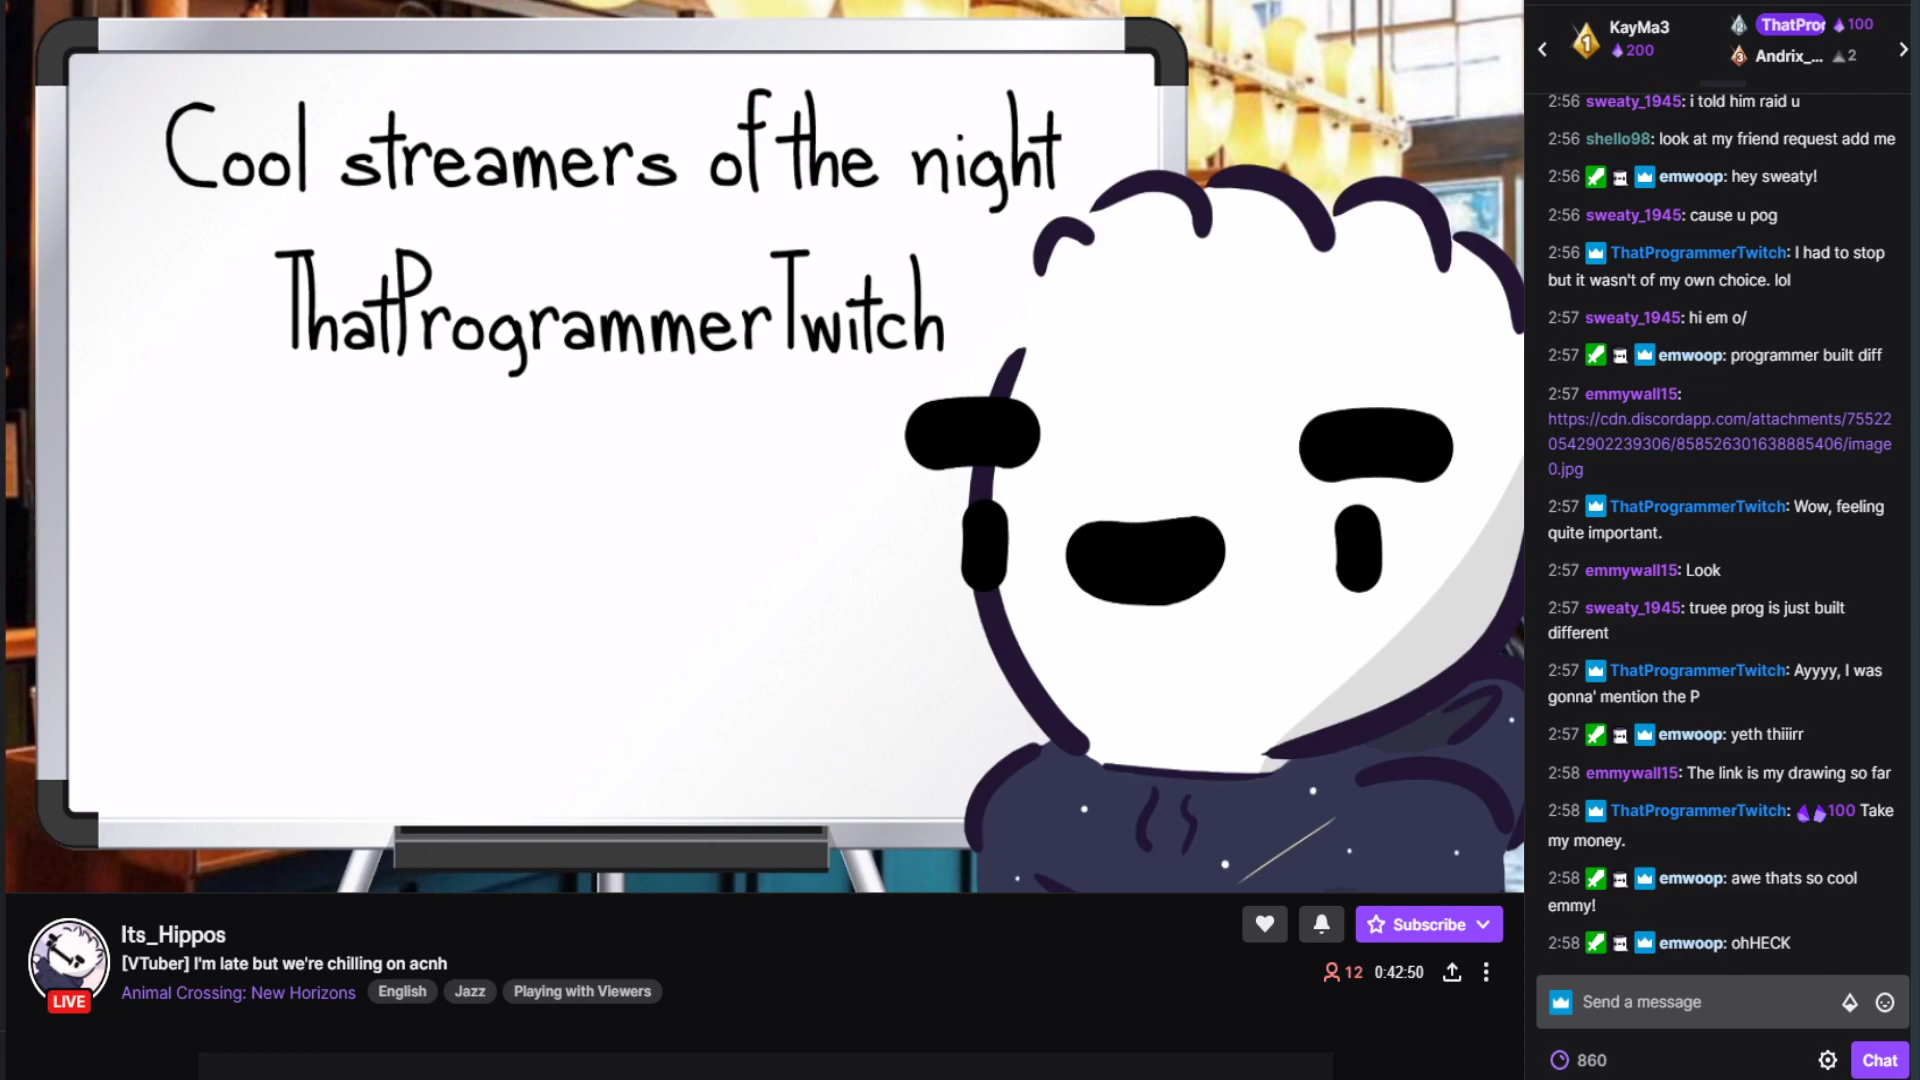 Cool streamers of the night
ThatProgrammerTwitch
Its_Hippos
[VTuber] I'm late but we're chilling on acnh
Animal Crossing: New Horizons English Jazz Playing with Viewers
LIVE
Subscribe
12 0:42:50
1 KayMa3
200
ThatProg 100
3 Andrix_... 2
2:56 sweaty_1945: i told him raid u
2:56 shello98: look at my friend request add me
2:56 emwoop: hey sweaty!
2:56 sweaty_1945: cause u pog
2:56 ThatProgrammerTwitch: I had to stop
but it wasn't of my own choice. lol
2:57 sweaty_1945: hi em o/
2:57 emwoop: programmer built diff
2:57 emmywall15:
https://cdn.discordapp.com/attachments/75522
0542902239306/858526301638885406/image
0.jpg
2:57 ThatProgrammerTwitch: Wow, feeling
quite important.
2:57 emmywall15: Look
2:57 sweaty_1945: truee prog is just built
different
2:57 ThatProgrammerTwitch: Ayyyy, I was
gonna' mention the P
2:57 emwoop: yeth thiiirr
2:58 emmywall15: The link is my drawing so far
2:58 ThatProgrammerTwitch: 100 Take
my money.
2:58 emwoop: awe thats so cool
emmy!
2:58 emwoop: ohHECK
Send a message
860
Chat